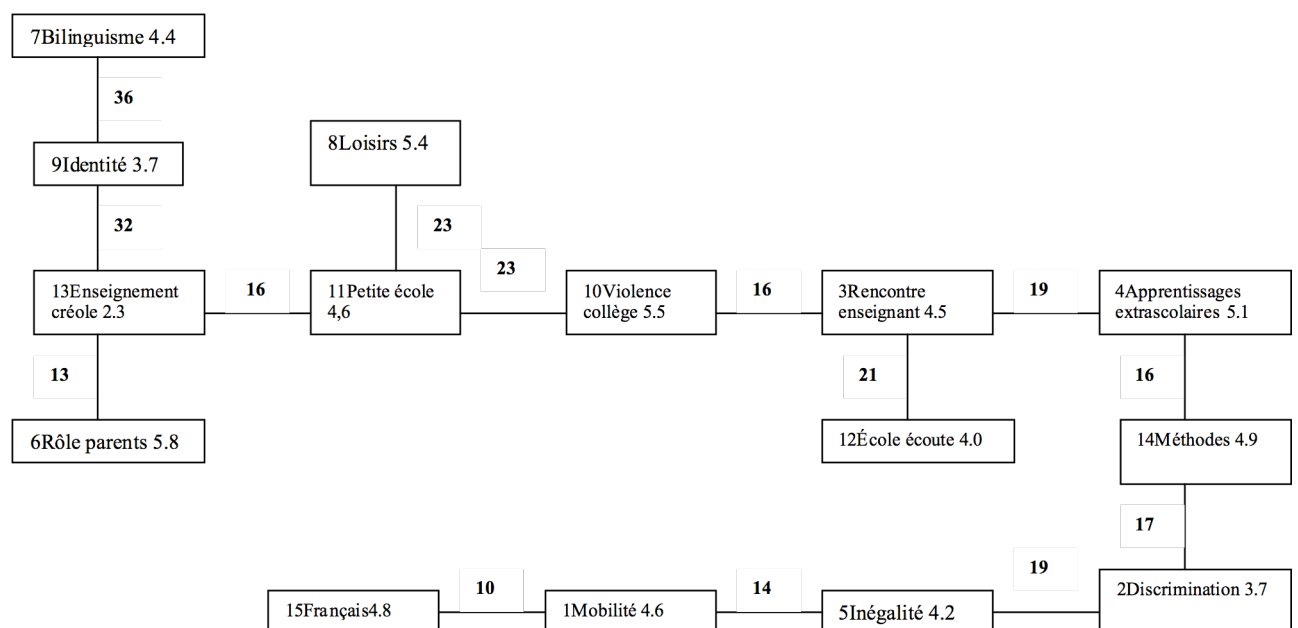 7Bilinguisme 4.4
36
9Identité 3.7
8Loisirs 5.4
32
23
23
13Enseignement
créole 2.3
16
11Petite école
4,6
10Violence
collège 5.5
16
3Rencontre
enseignant 4.5
19
4Apprentissages
extrascolaires 5.1
13
21
16
6Rôle parents 5.8
12École écoute 4.0
14Méthodes 4.9
17
15Français4.8
10
1Mobilité 4.6
14
5Inégalité 4.2
19
2Discrimination 3.7